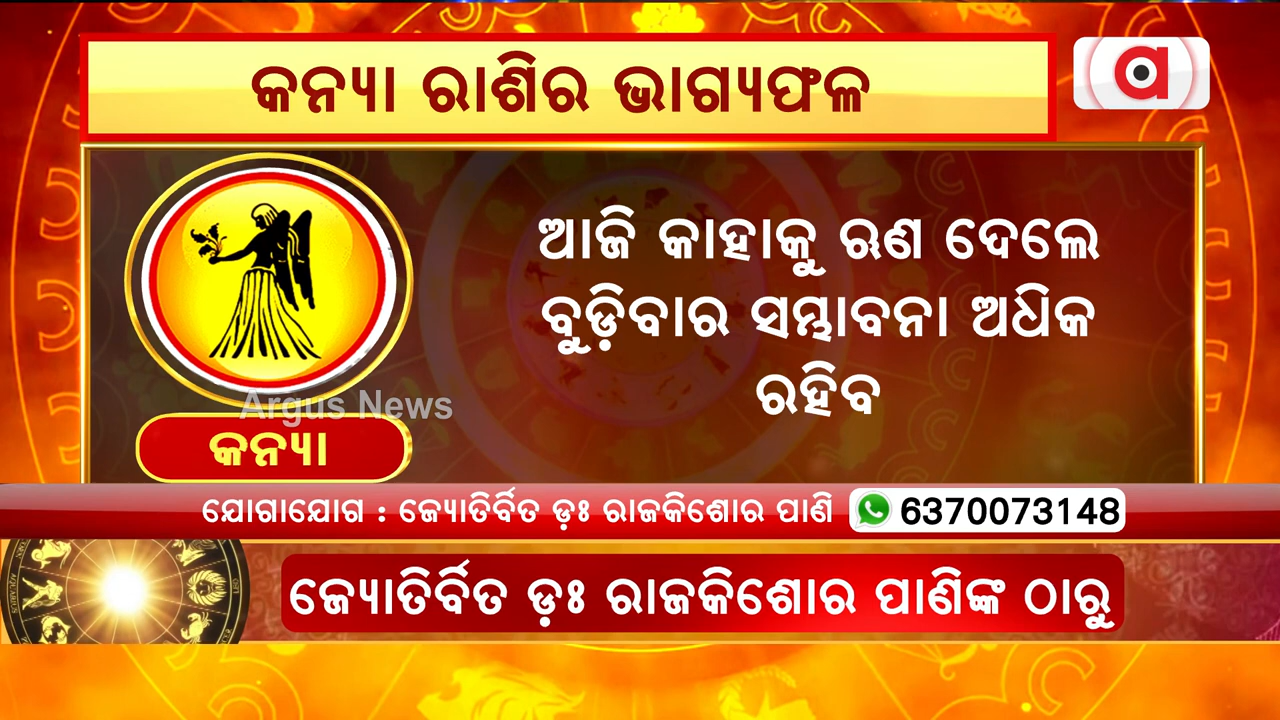 କନ୍ୟା ରାଶିର ଭାଗ୍ୟଫଳ
a
ଆଜି କାହାକୁ ଋଣ ଦେଲେ
ବୁଡ଼ିବାର ସମ୍ଭାବନା ଅଧିକ
ରହିବ
Argus News
କନ୍ୟା
ଯୋଗାଯୋଗ : ଜ୍ୟୋତିର୍ବିତ ଡ଼ଃ ରାଜକିଶୋର ପାଣି 6370073148
ଜ୍ୟୋତିର୍ବିତ ଡ଼ଃ ରାଜକିଶୋର ପାଣିଙ୍କ ଠାରୁ